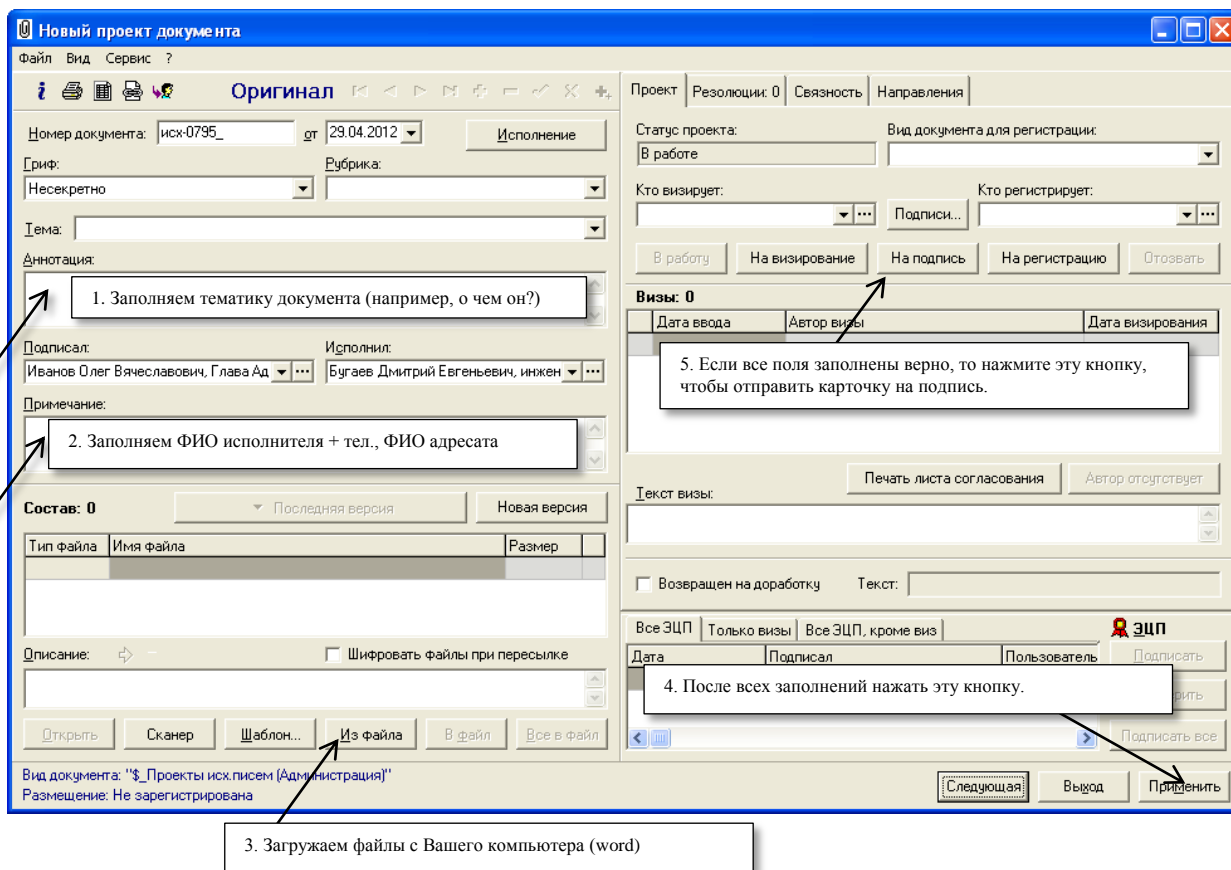 Новый проект документа
Файл Вид Сервис ?
Оригинал
Номер документа: исх-0795_ от 29.04.2012 Исполнение
Гриф: Рубрика:
Несекретно
Тема:
Аннотация:
1. Заполняем тематику документа (например, о чем он?)
Подписал: Исполнил:
Иванов Олег Вячеславович, Глава Ад Бугаев Дмитрий Евгеньевич, инжен
Примечание:
2. Заполняем ФИО исполнителя + тел., ФИО адресата
Состав: 0 Последняя версия Новая версия
Тип файла Имя файла Размер
Описание: Шифровать файлы при пересылке
Открыть Сканер Шаблон... Из файла В файл Все в файл
Вид документа: "$_Проекты исх.писем (Администрация)"
Размещение: Не зарегистрирована
3. Загружаем файлы с Вашего компьютера (word)
Проект Резолюции: 0 Связность Направления
Статус проекта: Вид документа для регистрации:
В работе
Кто визирует: Кто регистрирует:
Подписи...
В работу На визирование На подпись На регистрацию Отозвать
Визы: 0
Дата ввода Автор визы Дата визирования
5. Если все поля заполнены верно, то нажмите эту кнопку,
чтобы отправить карточку на подпись.
Печать листа согласования Автор отсутствует
Текст визы:
Возвращен на доработку Текст:
Все ЭЦП Только визы Все ЭЦП, кроме виз ЭЦП
Дата Подписал Пользователь Подписать
4. После всех заполнений нажать эту кнопку.
Подписать все
Следующая Выход Применить